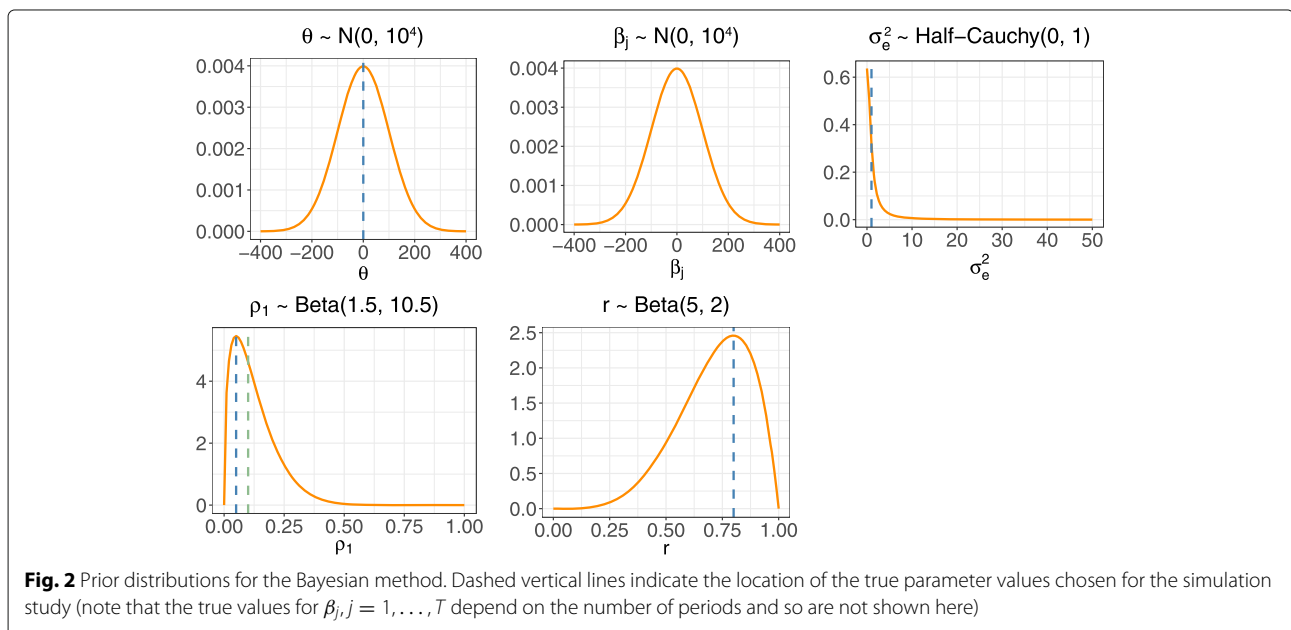 θ ~ N(0, 10⁴)
0.004
0.003
0.002
0.001
0.000
−400 −200 0 200 400
θ
βⱼ ~ N(0, 10⁴)
0.004
0.003
0.002
0.001
0.000
−400 −200 0 200 400
βⱼ
σₑ² ~ Half−Cauchy(0, 1)
0.6
0.4
0.2
0.0
0 10 20 30 40 50
σₑ²
ρ₁ ~ Beta(1.5, 10.5)
4
2
0
0.00 0.25 0.50 0.75 1.00
ρ₁
r ~ Beta(5, 2)
2.5
2.0
1.5
1.0
0.5
0.0
0.00 0.25 0.50 0.75 1.00
r
Fig. 2 Prior distributions for the Bayesian method. Dashed vertical lines indicate the location of the true parameter values chosen for the simulation
study (note that the true values for βⱼ, j = 1, . . . , T depend on the number of periods and so are not shown here)